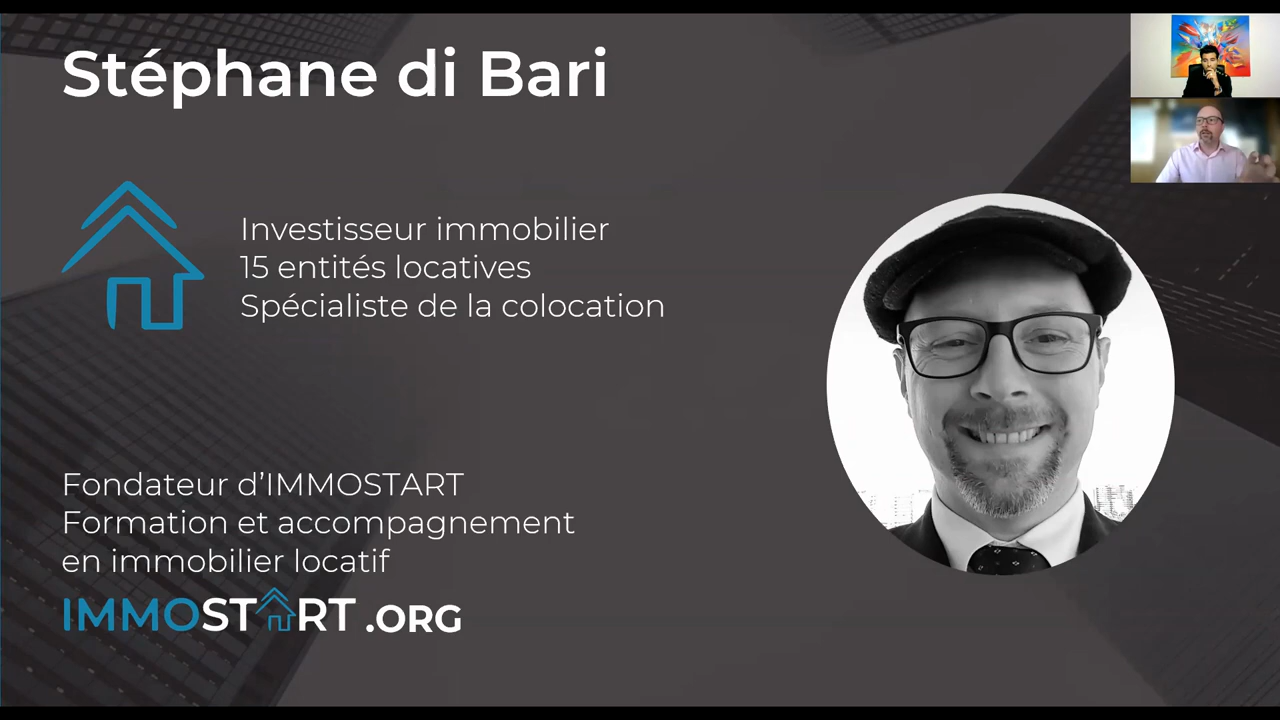 Stéphane di Bari
Investisseur immobilier
15 entités locatives
Spécialiste de la colocation
Fondateur d’IMMOSTART
Formation et accompagnement
en immobilier locatif
IMMOSTART.ORG